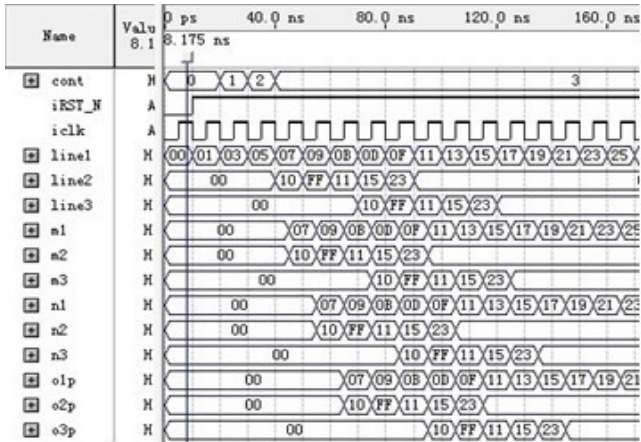 Name Valu 8.1 0 ps 40.0 ns 80.0 ns 120.0 ns 160.0 ns
8.175 ns
cont H 0 1 2 3
iRST_N A
iclk A
line1 H 00 01 03 05 07 09 0B 0D 0F 11 13 15 17 19 21 23 25
line2 H 00 10 FF 11 15 23
line3 H 00 10 FF 11 15 23
m1 H 00 07 09 0B 0D 0F 11 13 15 17 19 21 23 25
m2 H 00 10 FF 11 15 23
m3 H 00 10 FF 11 15 23
n1 H 00 07 09 0B 0D 0F 11 13 15 17 19 21 23
n2 H 00 10 FF 11 15 23
n3 H 00 10 FF 11 15 23
o1p H 00 07 09 0B 0D 0F 11 13 15 17 19 21
o2p H 00 10 FF 11 15 23
o3p H 00 10 FF 11 15 23